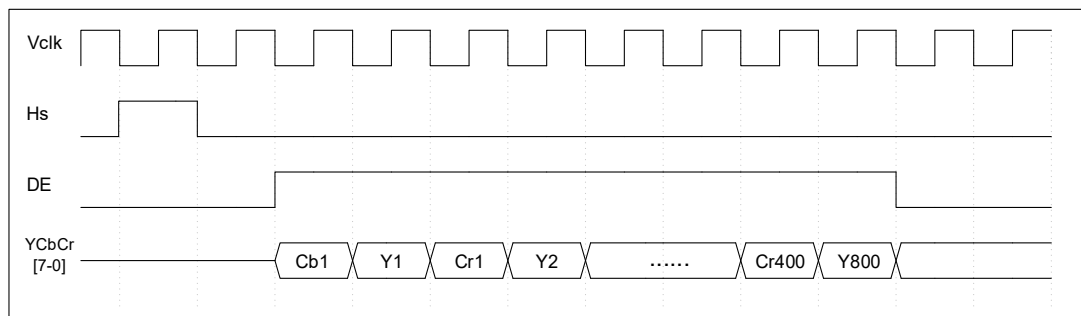 Vclk
Hs
DE
YCbCr
[7-0]
Cb1 Y1 Cr1 Y2 ...... Cr400 Y800